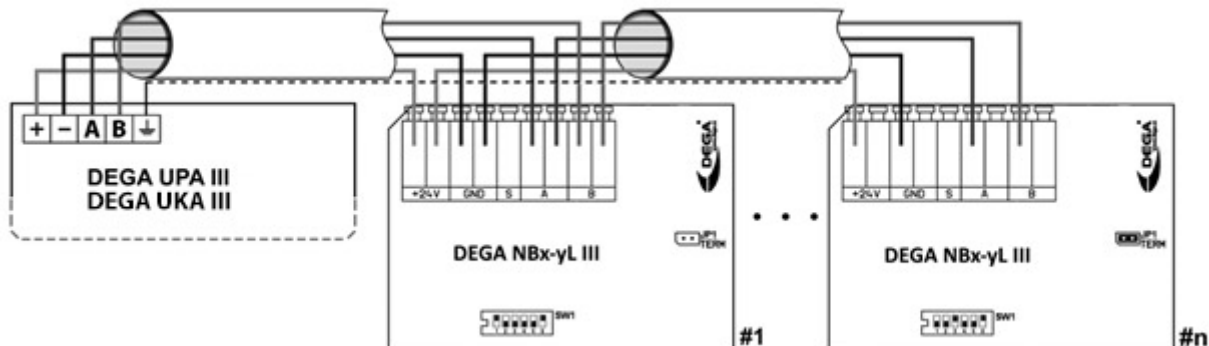 + − A B ⏚
DEGA UPA III
DEGA UKA III
+24V GND S A B
DEGA
JP1
TERM
DEGA NBx-yL III
SW1
#1
. . .
+24V GND S A B
DEGA
JP1
TERM
DEGA NBx-yL III
SW1
#n